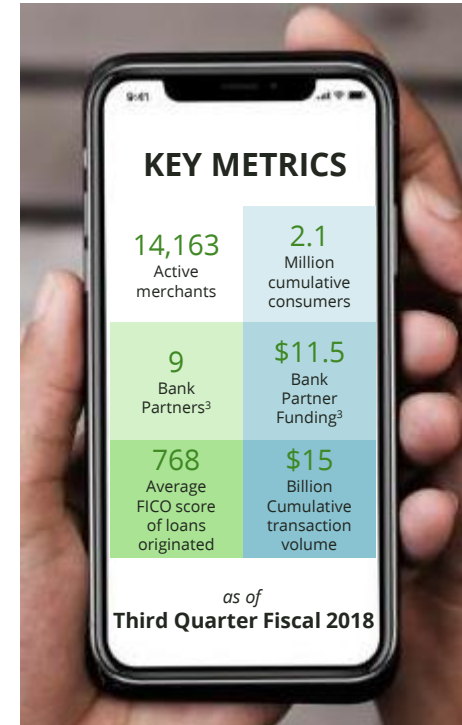 9:41
KEY METRICS
14,163
Active
merchants
2.1
Million
cumulative
consumers
9
Bank
Partners³
$11.5
Bank
Partner
Funding³
768
Average
FICO score
of loans
originated
$15
Billion
Cumulative
transaction
volume
as of
Third Quarter Fiscal 2018